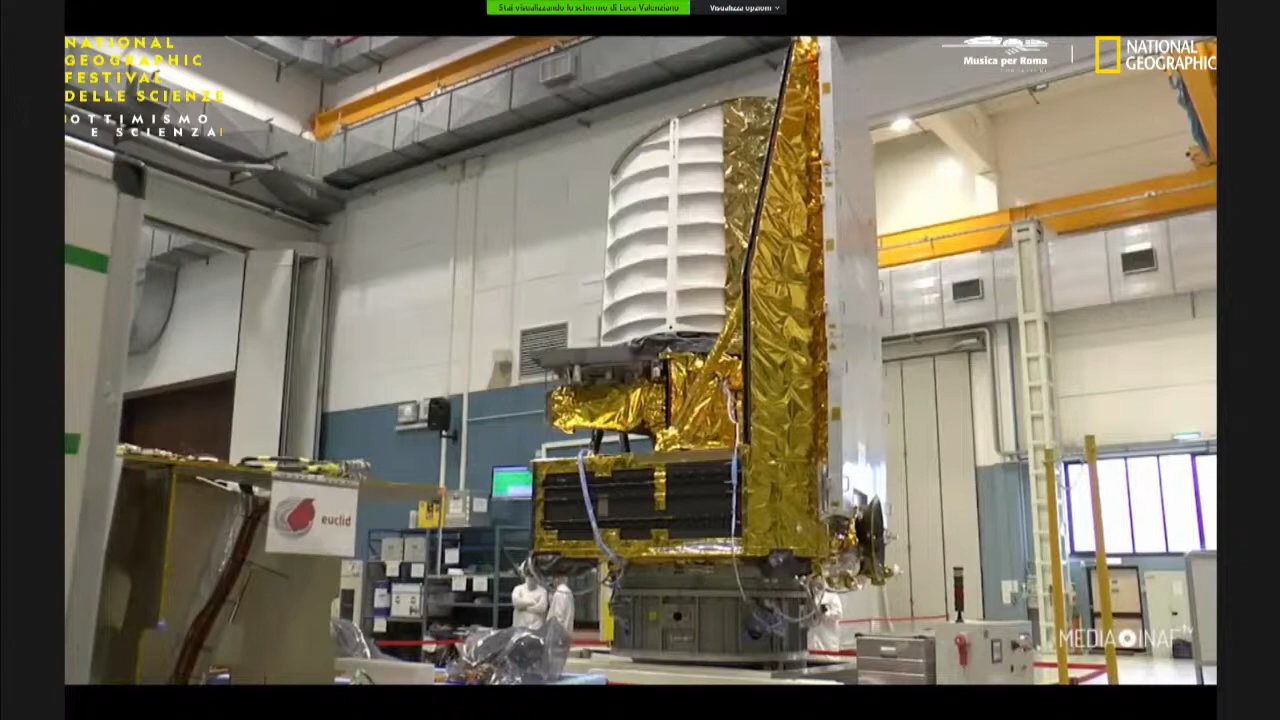 Stai visualizzando lo schermo di Luca Valenziano
Visualizza opzioni
NATIONAL
GEOGRAPHIC
FESTIVAL
DELLE SCIENZE
OTTIMISMO
E SCIENZA
Musica per Roma
NATIONAL
GEOGRAPHIC
euclid
MEDIA INAF tv